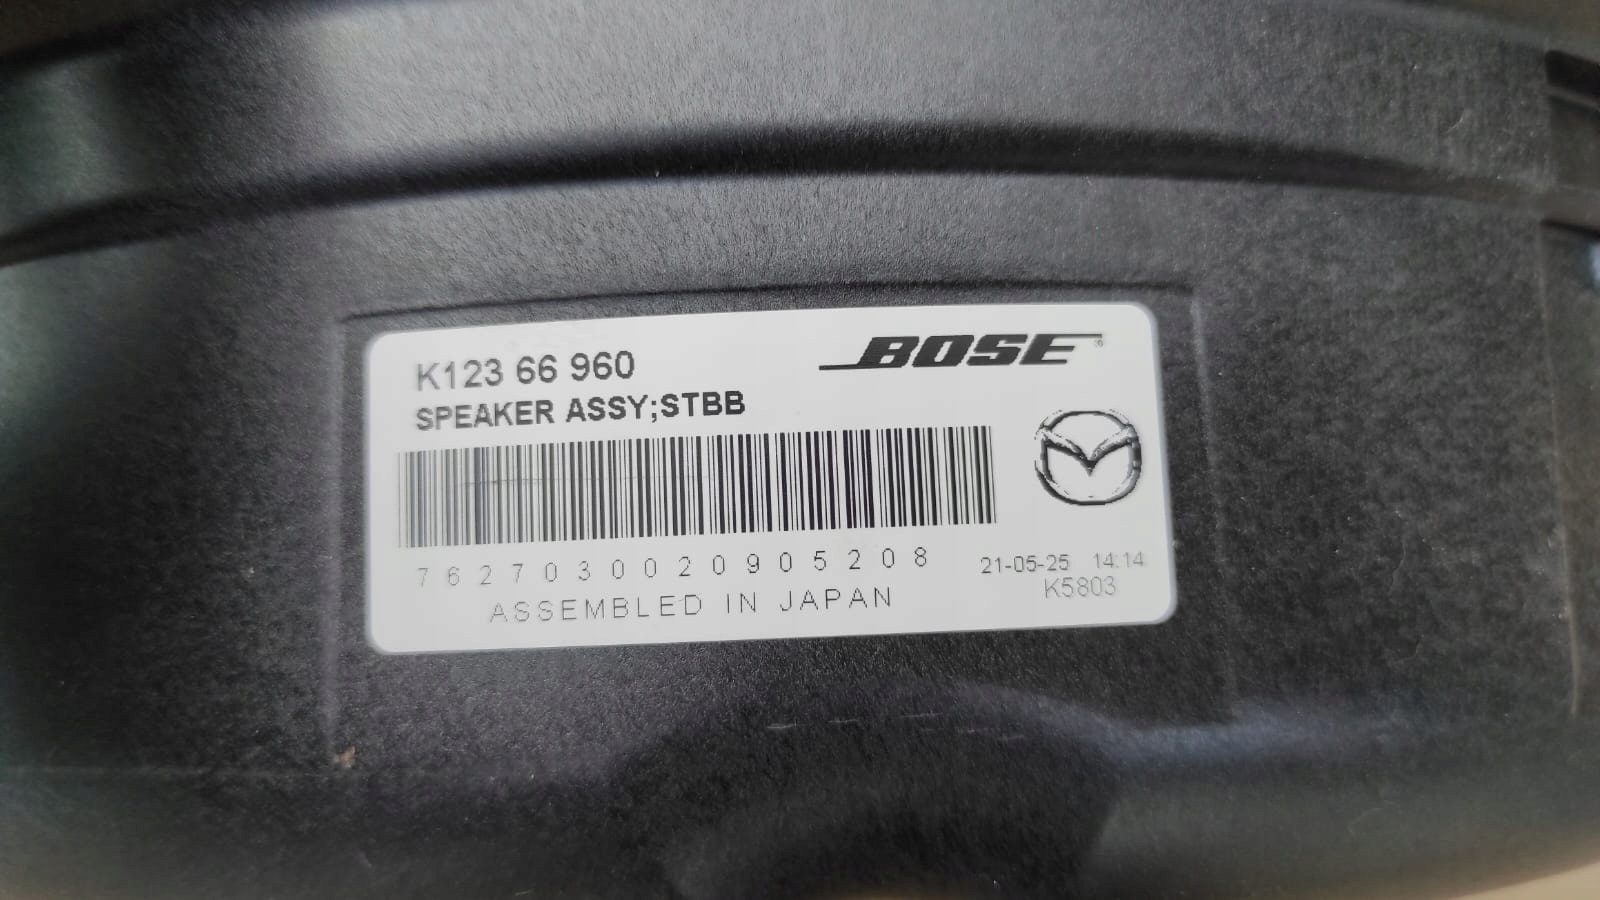 K123 66 960
BOSE®
SPEAKER ASSY;STBB
7627030020905208
21-05-25 14:14
K5803
ASSEMBLED IN JAPAN